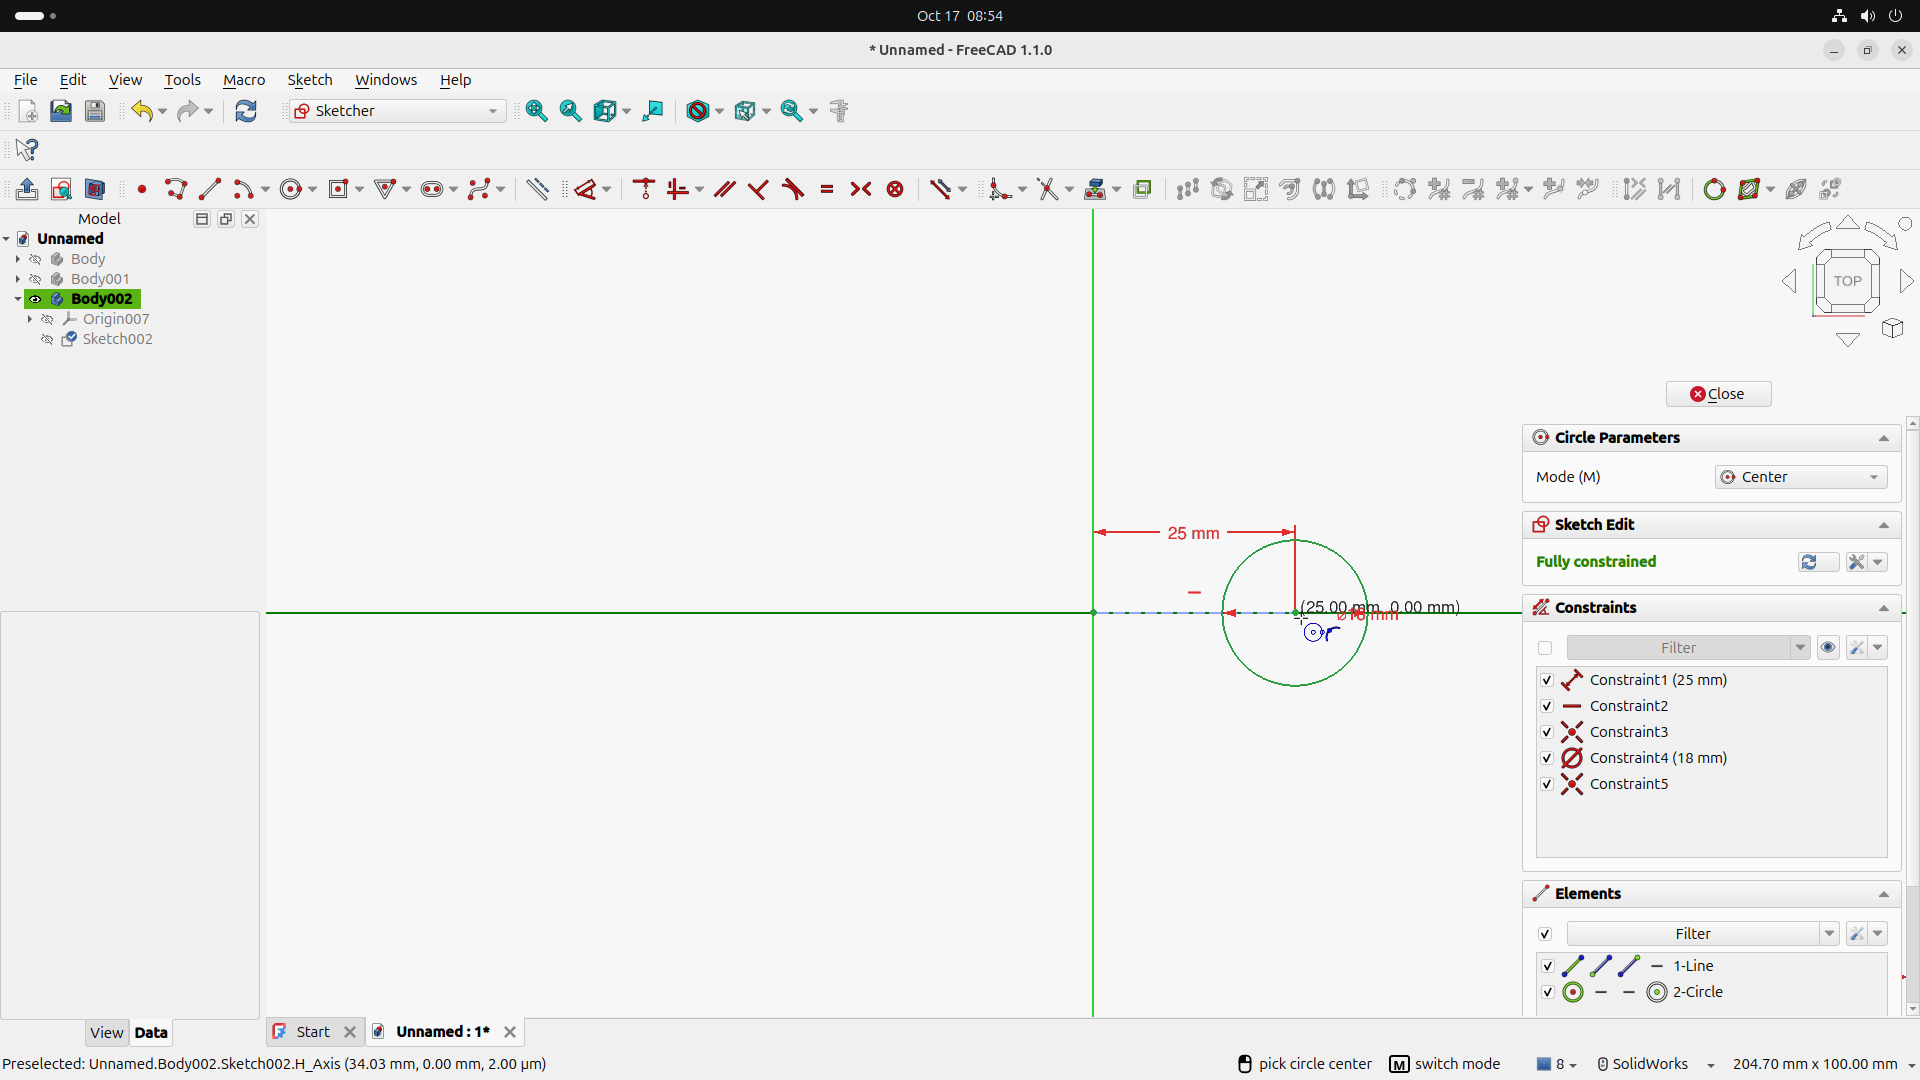 Oct 17 08:54
* Unnamed - FreeCAD 1.1.0
File Edit View Tools Macro Sketch Windows Help
Sketcher
Model
Unnamed
Body
Body001
Body002
Origin007
Sketch002
TOP
Close
Circle Parameters
Mode (M) Center
Sketch Edit
Fully constrained
Constraints
Filter
Constraint1 (25 mm)
Constraint2
Constraint3
Constraint4 (18 mm)
Constraint5
Elements
Filter
1-Line
2-Circle
25 mm
(25.00 mm, 0.00 mm)
⌀18 mm
View Data
Start
Unnamed : 1*
Preselected: Unnamed.Body002.Sketch002.H_Axis (34.03 mm, 0.00 mm, 2.00 µm)
pick circle center M switch mode 8 SolidWorks 204.70 mm x 100.00 mm